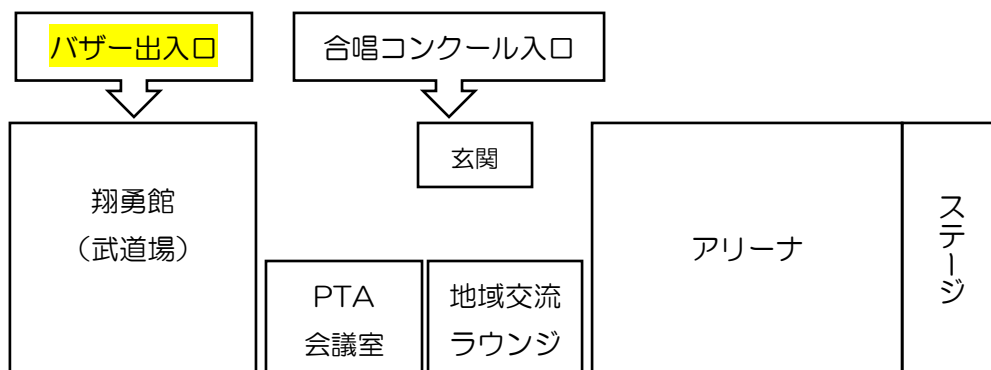 バザー出入口
合唱コンクール入口
玄関
翔勇館
（武道場）
アリーナ
ステージ
PTA
会議室
地域交流
ラウンジ